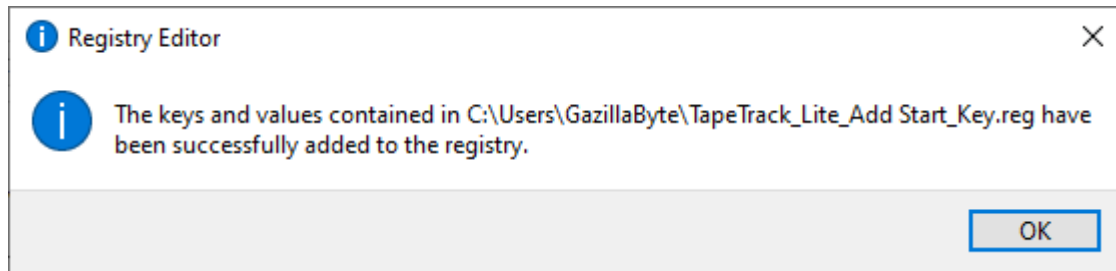 Registry Editor
The keys and values contained in C:\Users\GazillaByte\TapeTrack_Lite_Add Start_Key.reg have
been successfully added to the registry.
OK